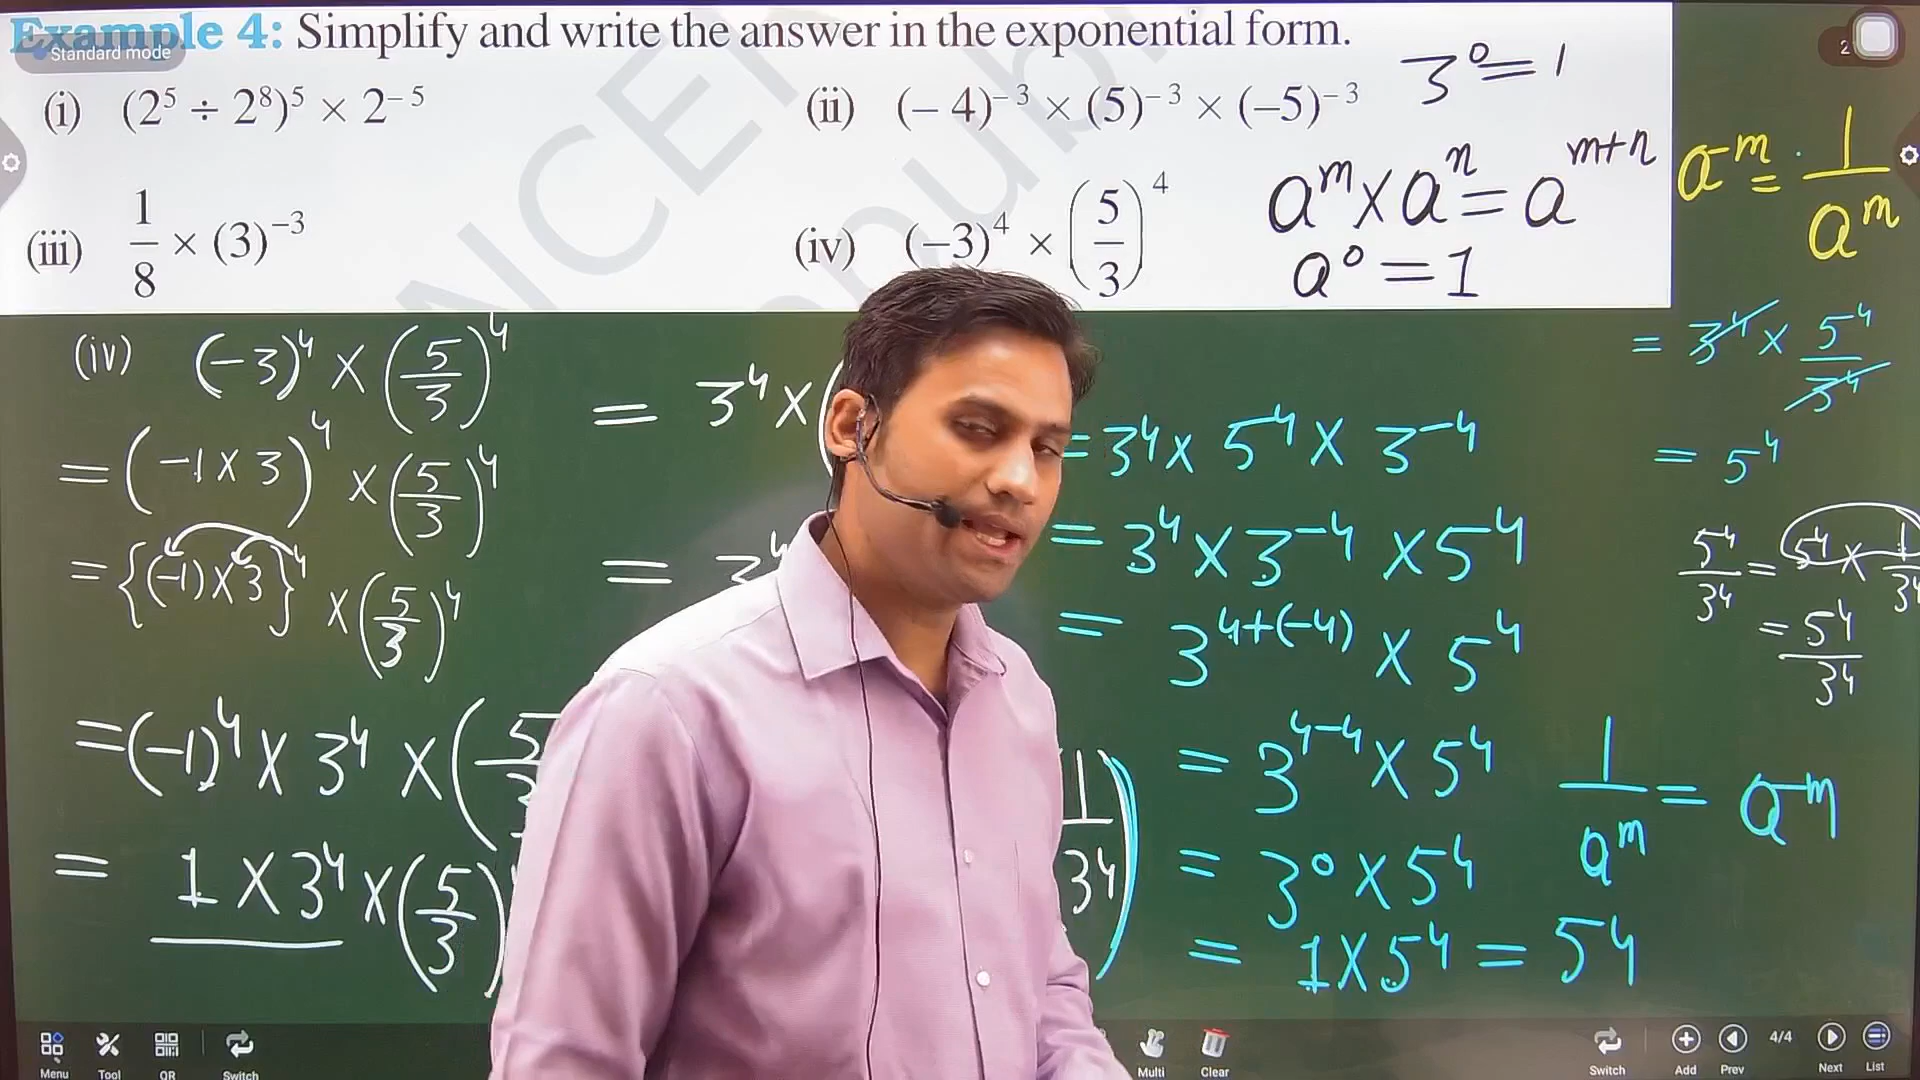 Example 4: Simplify and write the answer in the exponential form.
Standard mode
2
(i) (2⁵ ÷ 2⁸)⁵ × 2⁻⁵
(ii) (– 4)⁻³ × (5)⁻³ × (–5)⁻³
3⁰ = 1
(iii) 1/8 × (3)⁻³
(iv) (–3)⁴ × (5/3)⁴
aᵐ × aⁿ = aᵐ⁺ⁿ
a⁰ = 1
a⁻ᵐ = 1/aᵐ
(iv) (-3)⁴ × (5/3)⁴
= (-1 × 3)⁴ × (5/3)⁴
= {(-1) × 3}⁴ × (5/3)⁴
= (-1)⁴ × 3⁴ × (5/3
= 1 × 3⁴ × (5/3)
= 3⁴ × (
= 3⁴
1/3⁴)
= 3⁴ × 5⁴ × 3⁻⁴
= 3⁴ × 3⁻⁴ × 5⁴
= 3⁴⁺⁽⁻⁴⁾ × 5⁴
= 3⁴⁻⁴ × 5⁴
= 3⁰ × 5⁴
= 1 × 5⁴ = 5⁴
= 3⁴ × 5⁴/3⁴
= 5⁴
5⁴/3⁴ = 5⁴ × 1/3⁴
= 5⁴/3⁴
1/aᵐ = a⁻ᵐ
Menu
Tool
QR
Switch
Multi
Clear
Switch
Add
Prev
4/4
Next
List